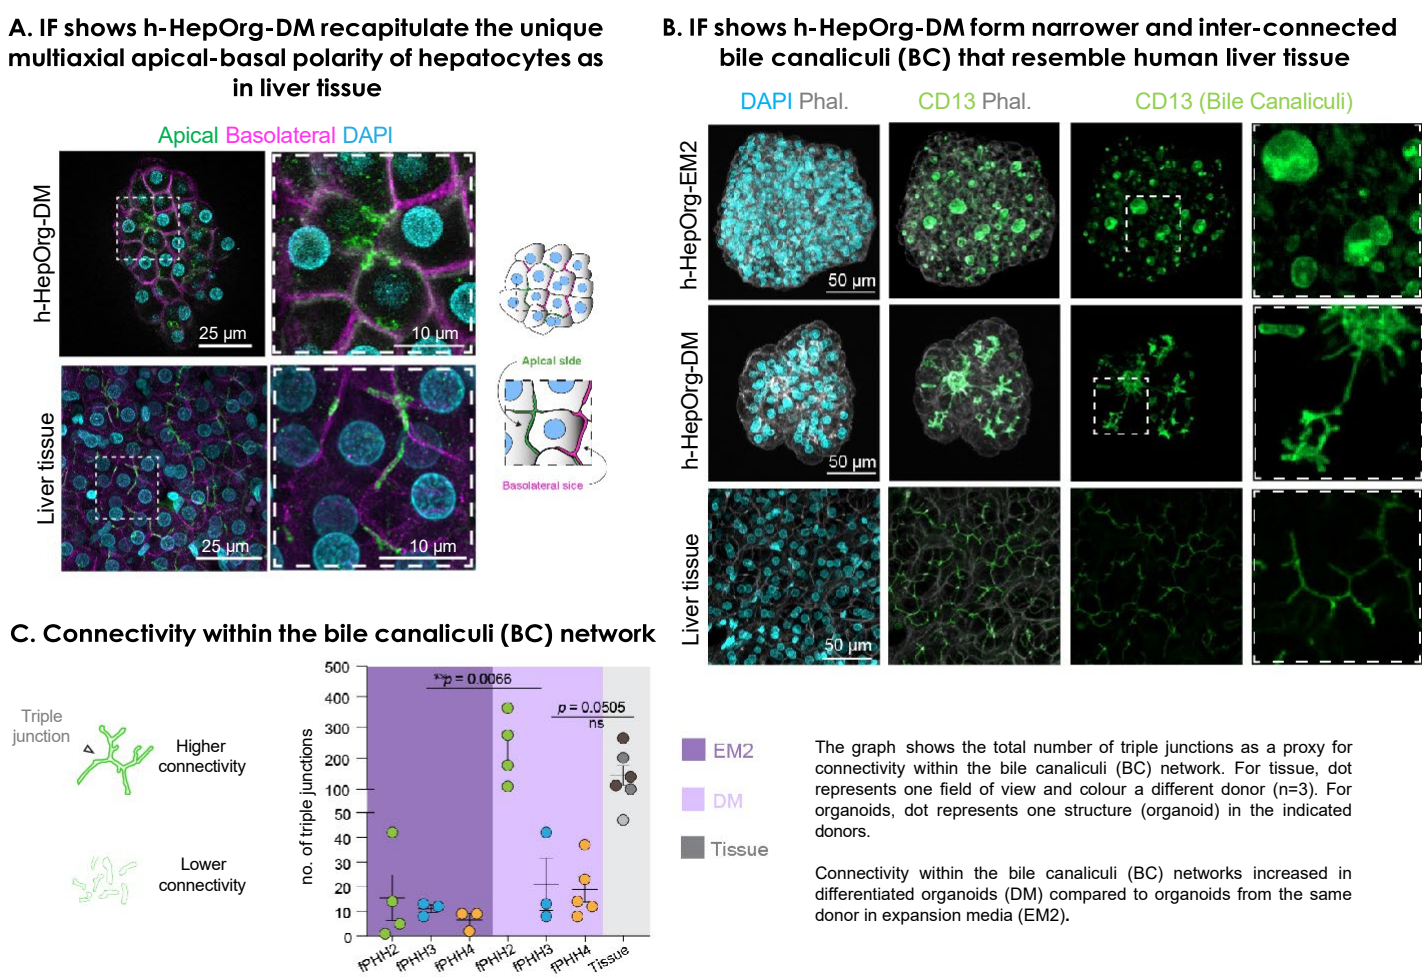 A. IF shows h-HepOrg-DM recapitulate the unique
multiaxial apical-basal polarity of hepatocytes as
in liver tissue
Apical Basolateral DAPI
h-HepOrg-DM
25 µm
10 µm
Liver tissue
25 µm
10 µm
Apical side
Basolateral sice
B. IF shows h-HepOrg-DM form narrower and inter-connected
bile canaliculi (BC) that resemble human liver tissue
DAPI Phal.
CD13 Phal.
CD13 (Bile Canaliculi)
h-HepOrg-EM2
50 µm
h-HepOrg-DM
50 µm
Liver tissue
50 µm
C. Connectivity within the bile canaliculi (BC) network
Triple
junction
Higher
connectivity
Lower
connectivity
no. of triple junctions
500
400
300
200
100
50
40
30
20
10
0
**p = 0.0066
p = 0.0505
ns
fPHH2
fPHH3
fPHH4
fPHH2
fPHH3
fPHH4
Tissue
EM2
DM
Tissue
The graph shows the total number of triple junctions as a proxy for
connectivity within the bile canaliculi (BC) network. For tissue, dot
represents one field of view and colour a different donor (n=3). For
organoids, dot represents one structure (organoid) in the indicated
donors.
Connectivity within the bile canaliculi (BC) networks increased in
differentiated organoids (DM) compared to organoids from the same
donor in expansion media (EM2).